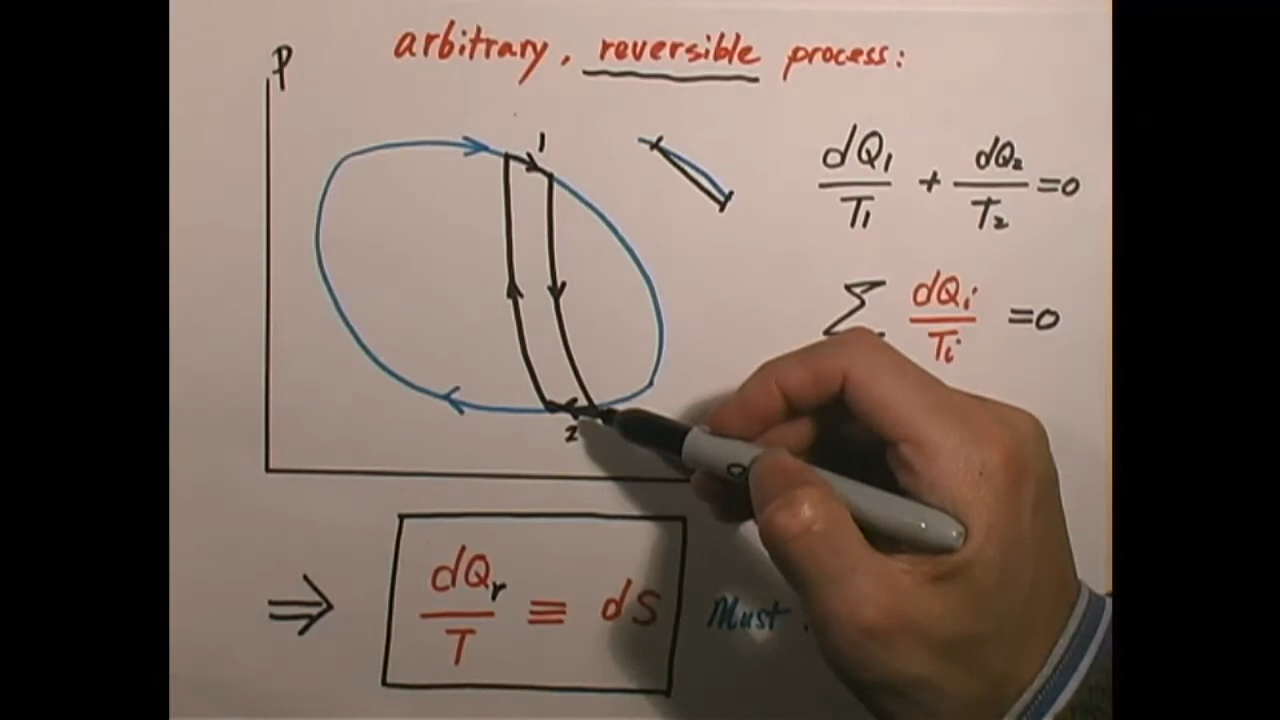 arbitrary, reversible process:
P
1
2
dQ₁/T₁ + dQ₂/T₂ = 0
Σ dQᵢ/Tᵢ = 0
⇒ dQᵣ/T ≡ dS
Must